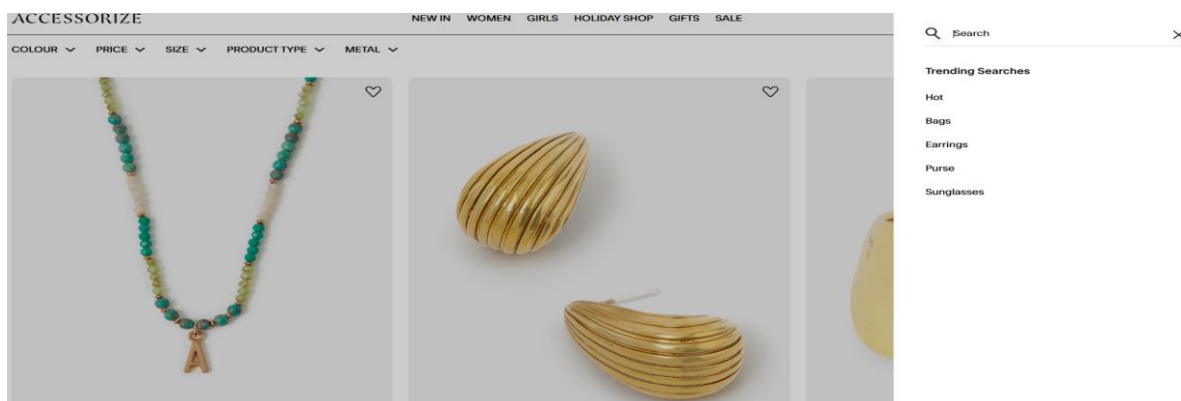 ACCESSORIZE
NEW IN WOMEN GIRLS HOLIDAY SHOP GIFTS SALE
COLOUR PRICE SIZE PRODUCT TYPE METAL
A
Search
Trending Searches
Hot
Bags
Earrings
Purse
Sunglasses